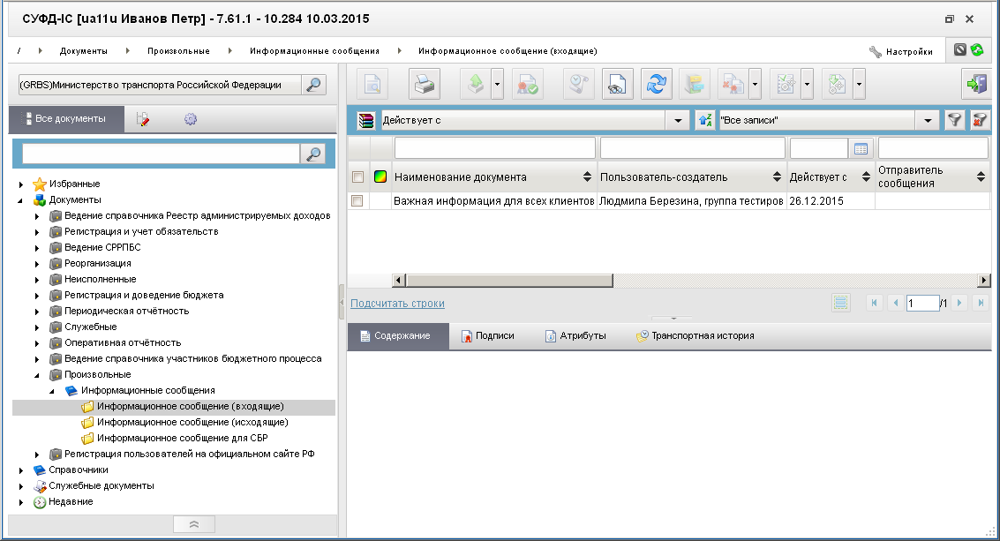 СУФД-IC [ua11u Иванов Петр] - 7.61.1 - 10.284 10.03.2015
/ Документы Произвольные Информационные сообщения Информационное сообщение (входящие) Настройки
(GRBS)Министерство транспорта Российской Федерации
Все документы
Избранные
Документы
Ведение справочника Реестр администрируемых доходов
Регистрация и учет обязательств
Ведение СРРПБС
Реорганизация
Неисполненные
Регистрация и доведение бюджета
Периодическая отчётность
Служебные
Оперативная отчётность
Ведение справочника участников бюджетного процесса
Произвольные
Информационные сообщения
Информационное сообщение (входящие)
Информационное сообщение (исходящие)
Информационное сообщение для СБР
Регистрация пользователей на официальном сайте РФ
Справочники
Служебные документы
Недавние
Действует с "Все записи"
Наименование документа Пользователь-создатель Действует с Отправитель сообщения
Важная информация для всех клиентов Людмила Березина, группа тестиров 26.12.2015
Подсчитать строки 1 /1
Содержание Подписи Атрибуты Транспортная история